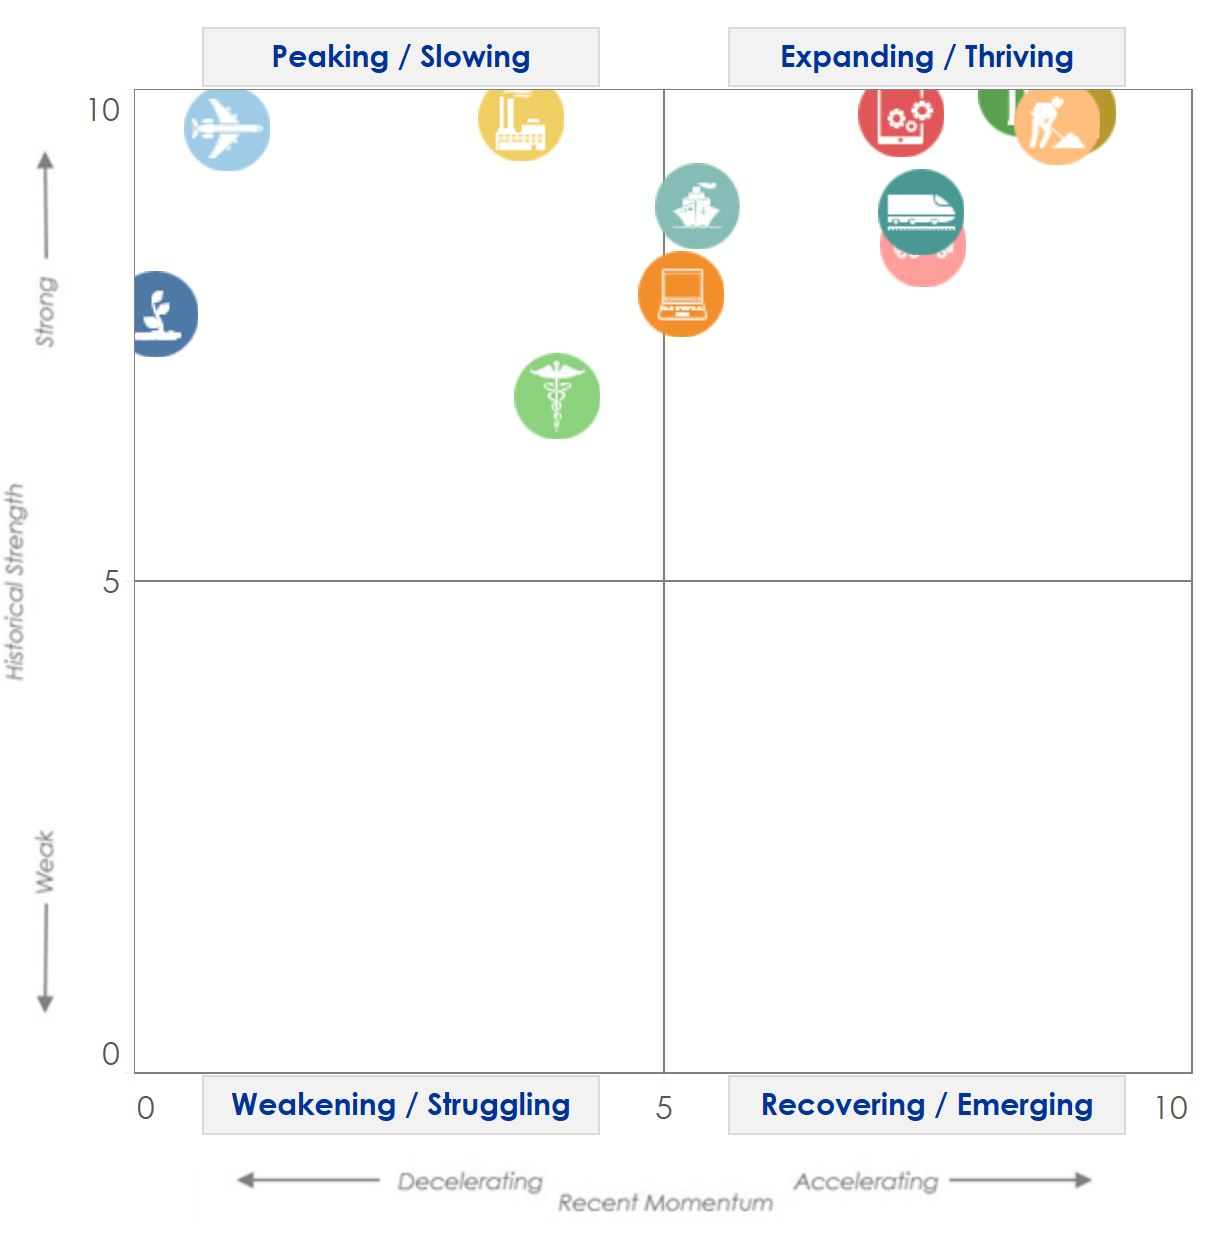 Peaking / Slowing
Expanding / Thriving
10
Strong
5
Historical Strength
Weak
0
0
Weakening / Struggling
5
Recovering / Emerging
10
Decelerating
Accelerating
Recent Momentum